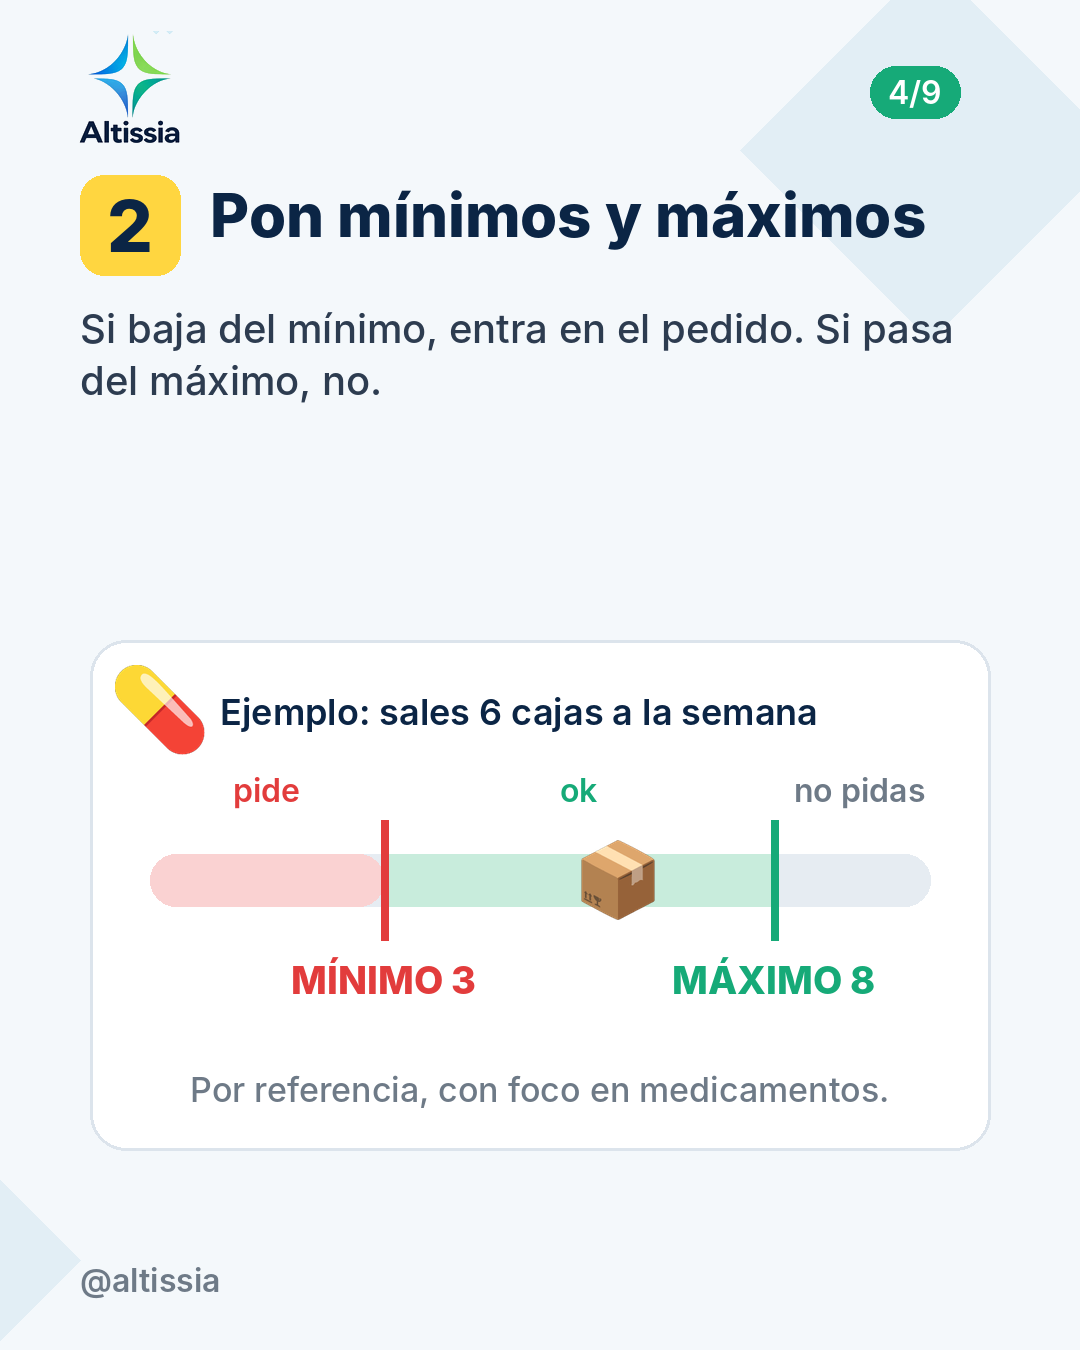 Altissia
4/9
2 Pon mínimos y máximos
Si baja del mínimo, entra en el pedido. Si pasa
del máximo, no.
Ejemplo: sales 6 cajas a la semana
pide ok no pidas
MÍNIMO 3 MÁXIMO 8
Por referencia, con foco en medicamentos.
@altissia